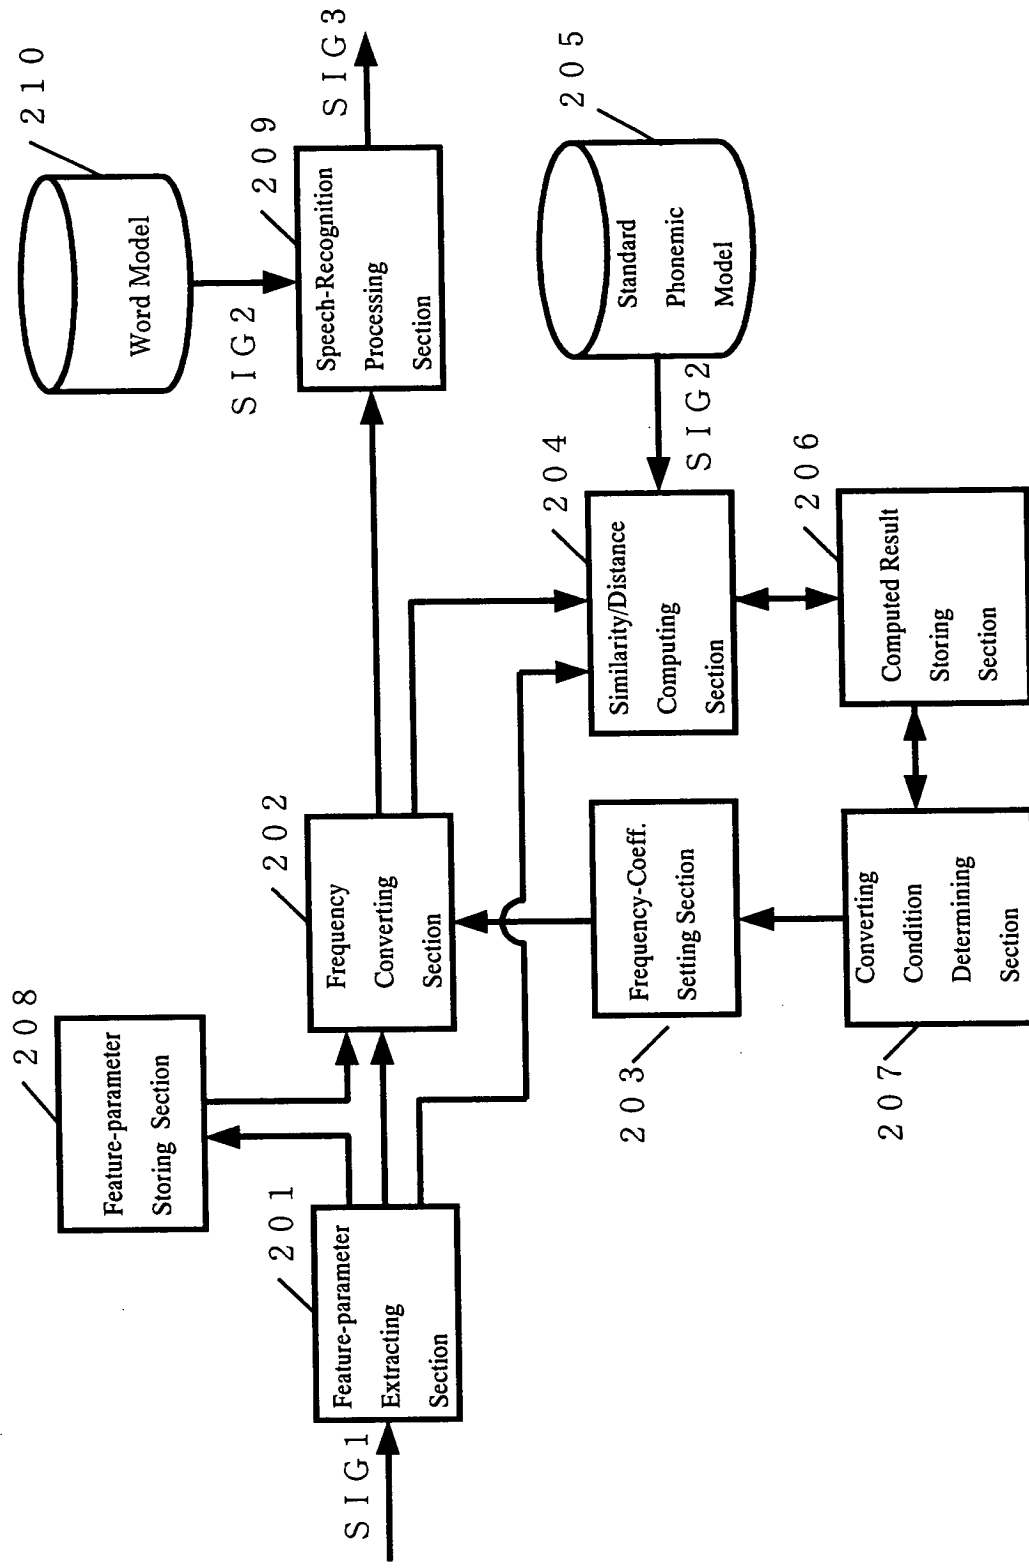 208
Feature-parameter
Storing Section
210
Word Model
SIG2
201
Feature-parameter
Extracting
Section
SIG1
202
Frequency
Converting
Section
209
Speech-Recognition
Processing
Section
SIG3
203
Frequency-Coeff.
Setting Section
204
Similarity/Distance
Computing
Section
SIG2
205
Standard
Phonemic
Model
207
Converting
Condition
Determining
Section
206
Computed Result
Storing
Section